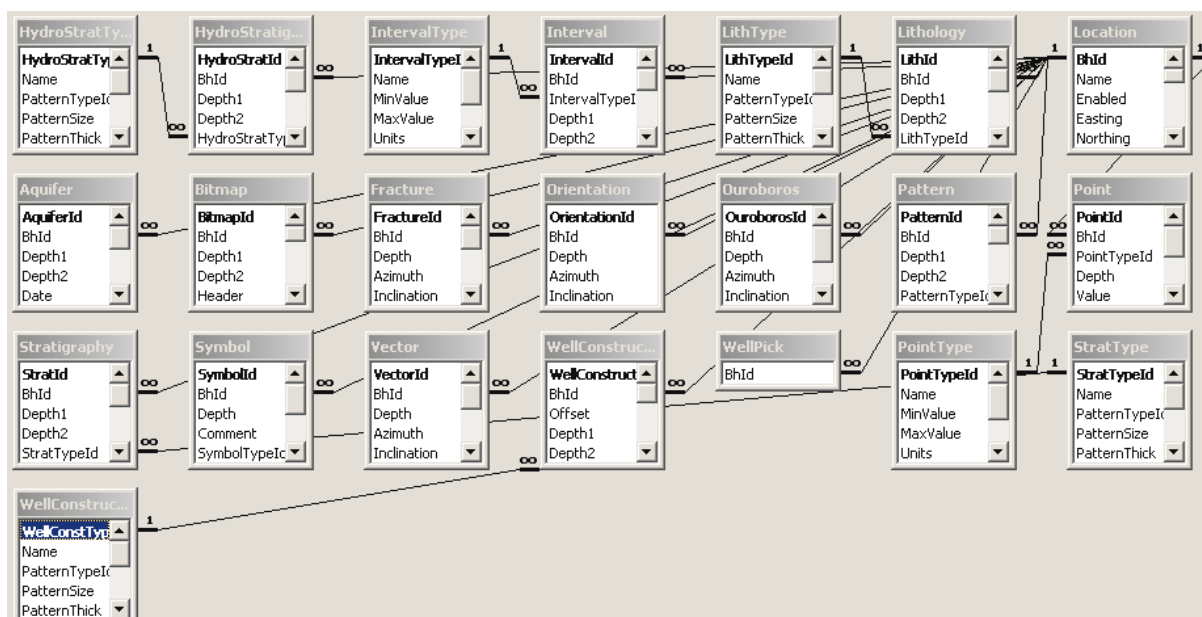 HydroStratTy...
HydroStratTy
Name
PatternTypeId
PatternSize
PatternThick
HydroStratig...
HydroStratId
BhId
Depth1
Depth2
HydroStratTy
IntervalType
IntervalTypeI
Name
MinValue
MaxValue
Units
Interval
IntervalId
BhId
IntervalTypeI
Depth1
Depth2
LithType
LithTypeId
Name
PatternTypeId
PatternSize
PatternThick
Lithology
LithId
BhId
Depth1
Depth2
LithTypeId
Location
BhId
Name
Enabled
Easting
Northing
1
∞
∞
1
∞
∞
1
∞
1
1
Aquifer
AquiferId
BhId
Depth1
Depth2
Date
Bitmap
BitmapId
BhId
Depth1
Depth2
Header
Fracture
FractureId
BhId
Depth
Azimuth
Inclination
Orientation
OrientationId
BhId
Depth
Azimuth
Inclination
Ouroboros
OuroborosId
BhId
Depth
Azimuth
Inclination
Pattern
PatternId
BhId
Depth1
Depth2
PatternTypeId
Point
PointId
BhId
PointTypeId
Depth
Value
∞
∞
∞
∞
∞
∞
∞
∞
Stratigraphy
StratId
BhId
Depth1
Depth2
StratTypeId
Symbol
SymbolId
BhId
Depth
Comment
SymbolTypeId
Vector
VectorId
BhId
Depth
Azimuth
Inclination
WellConstruc...
WellConstruct
BhId
Offset
Depth1
Depth2
WellPick
BhId
PointType
PointTypeId
Name
MinValue
MaxValue
Units
StratType
StratTypeId
Name
PatternTypeId
PatternSize
PatternThick
∞
∞
∞
∞
∞
∞
∞
1
1
WellConstruc...
WellConstTyp
Name
PatternTypeId
PatternSize
PatternThick
1